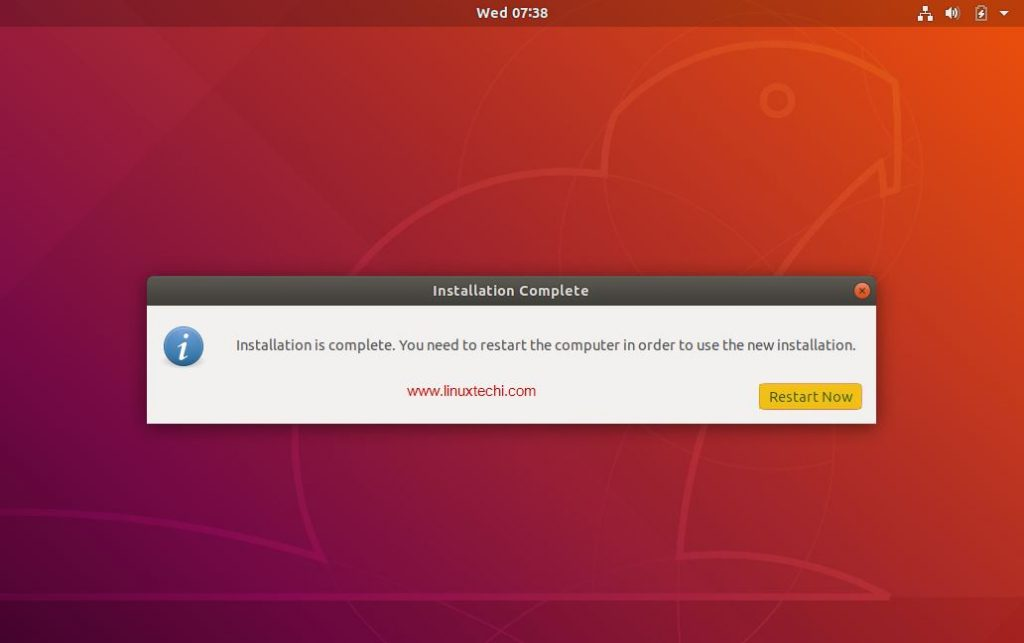 Wed 07:38
Installation Complete
Installation is complete. You need to restart the computer in order to use the new installation.
www.linuxtechi.com
Restart Now